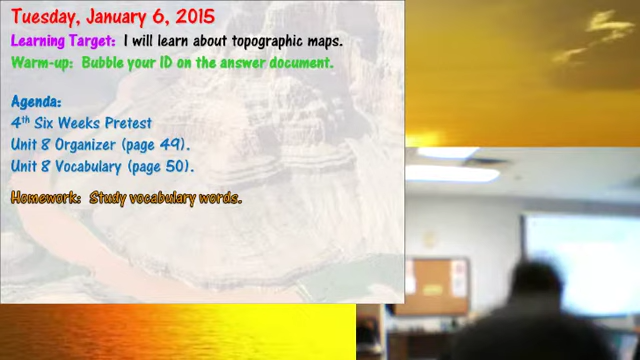 Tuesday, January 6, 2015
Learning Target: I will learn about topographic maps.
Warm-up: Bubble your ID on the answer document.
Agenda:
4th Six Weeks Pretest
Unit 8 Organizer (page 49).
Unit 8 Vocabulary (page 50).
Homework: Study vocabulary words.